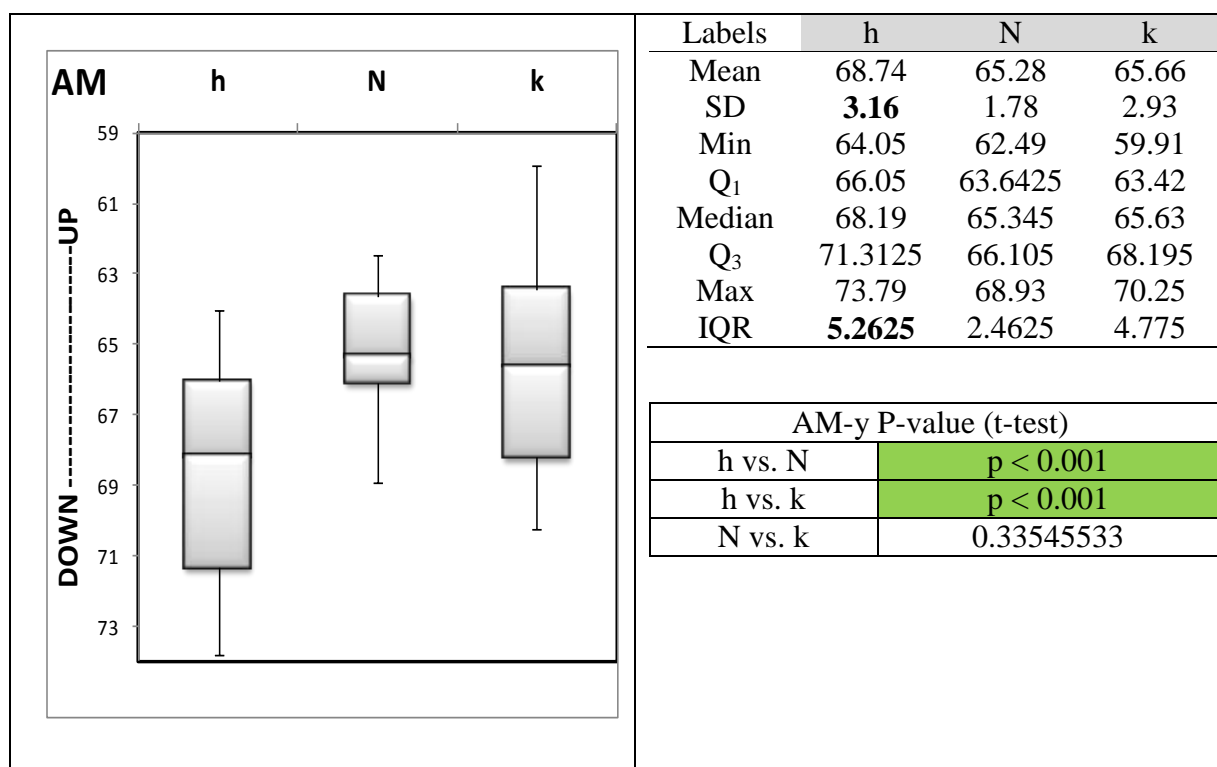 AM h N k
59
61
63
65
67
69
71
73
DOWN ------------------UP
Labels h N k
Mean 68.74 65.28 65.66
SD 3.16 1.78 2.93
Min 64.05 62.49 59.91
Q₁ 66.05 63.6425 63.42
Median 68.19 65.345 65.63
Q₃ 71.3125 66.105 68.195
Max 73.79 68.93 70.25
IQR 5.2625 2.4625 4.775
AM-y P-value (t-test)
h vs. N p < 0.001
h vs. k p < 0.001
N vs. k 0.33545533